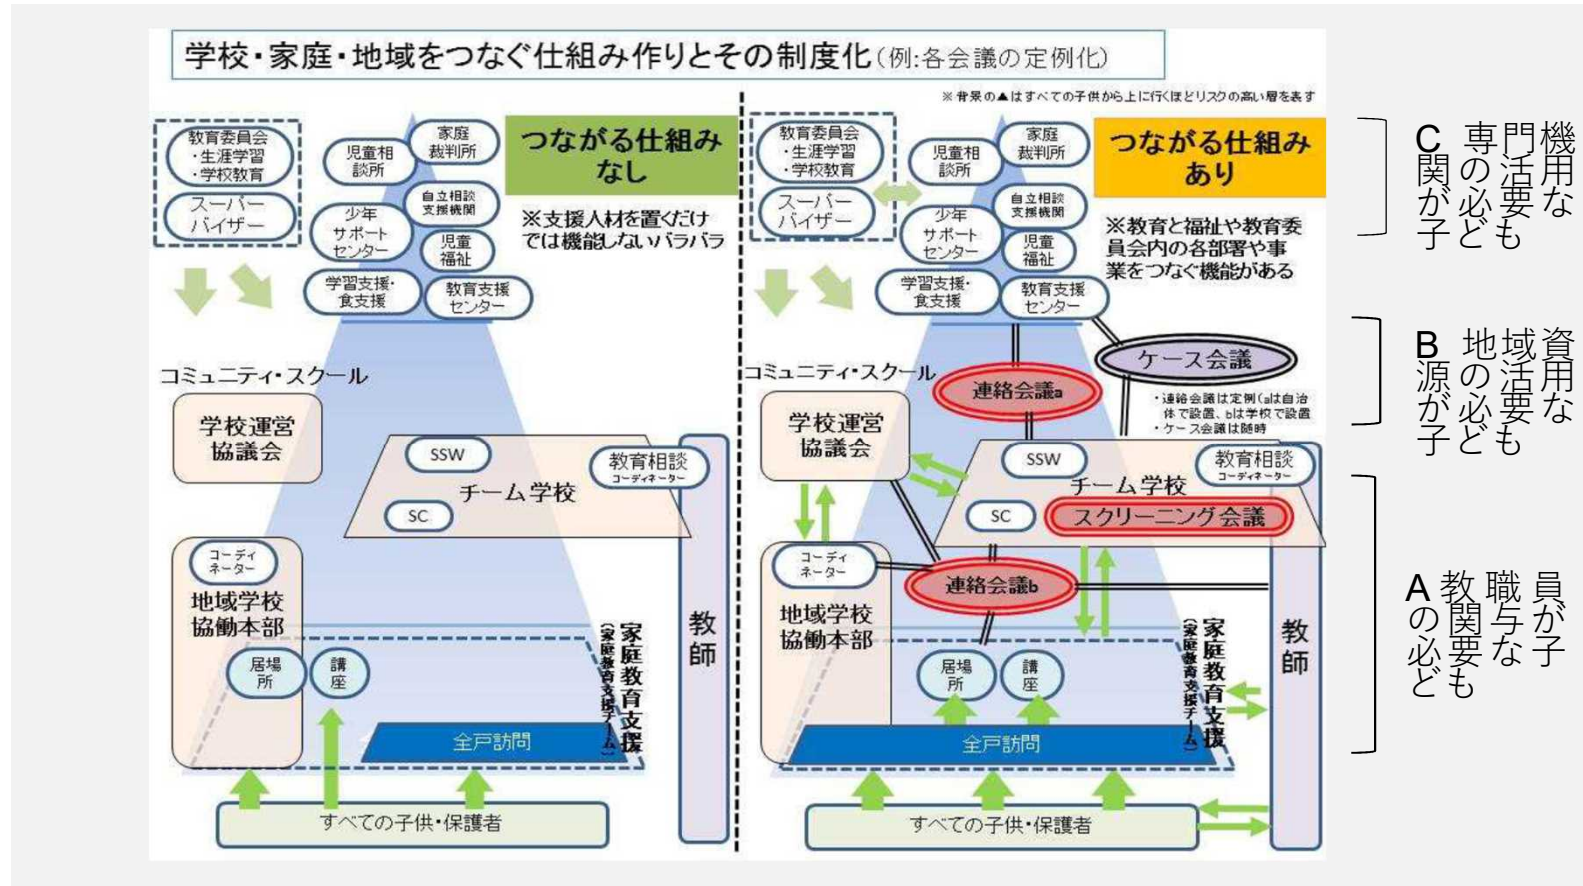 学校・家庭・地域をつなぐ仕組み作りとその制度化(例:各会議の定例化)
教育委員会
・生涯学習
・学校教育
スーパー
バイザー
児童相
談所
家庭
裁判所
少年
サポート
センター
自立相談
支援機関
児童
福祉
学習支援・
食支援
教育支援
センター
つながる仕組み
なし
※支援人材を置くだけ
では機能しないバラバラ
コミュニティ・スクール
学校運営
協議会
SSW
教育相談
コーディネーター
チーム学校
SC
コーディ
ネーター
地域学校
協働本部
居場
所
講
座
家庭教育支援
(家庭教育支援チーム)
教師
全戸訪問
すべての子供・保護者
※背景の▲はすべての子供から上に行くほどリスクの高い層を表す
教育委員会
・生涯学習
・学校教育
スーパー
バイザー
児童相
談所
家庭
裁判所
少年
サポート
センター
自立相談
支援機関
児童
福祉
学習支援・
食支援
教育支援
センター
つながる仕組み
あり
※教育と福祉や教育委
員会内の各部署や事
業をつなぐ機能がある
ケース会議
コミュニティ・スクール
連絡会議a
・連絡会議は定例(aは自治
体で設置、bは学校で設置
・ケース会議は随時
学校運営
協議会
SSW
教育相談
コーディネーター
チーム学校
SC
スクリーニング会議
コーディ
ネーター
連絡会議b
地域学校
協働本部
居場
所
講
座
家庭教育支援
(家庭教育支援チーム)
教師
全戸訪問
すべての子供・保護者
C 専門機
関の活用
が必要な
子ども
B 地域資
源の活用
が必要な
子ども
A教職員
の関与が
必要な子
ども